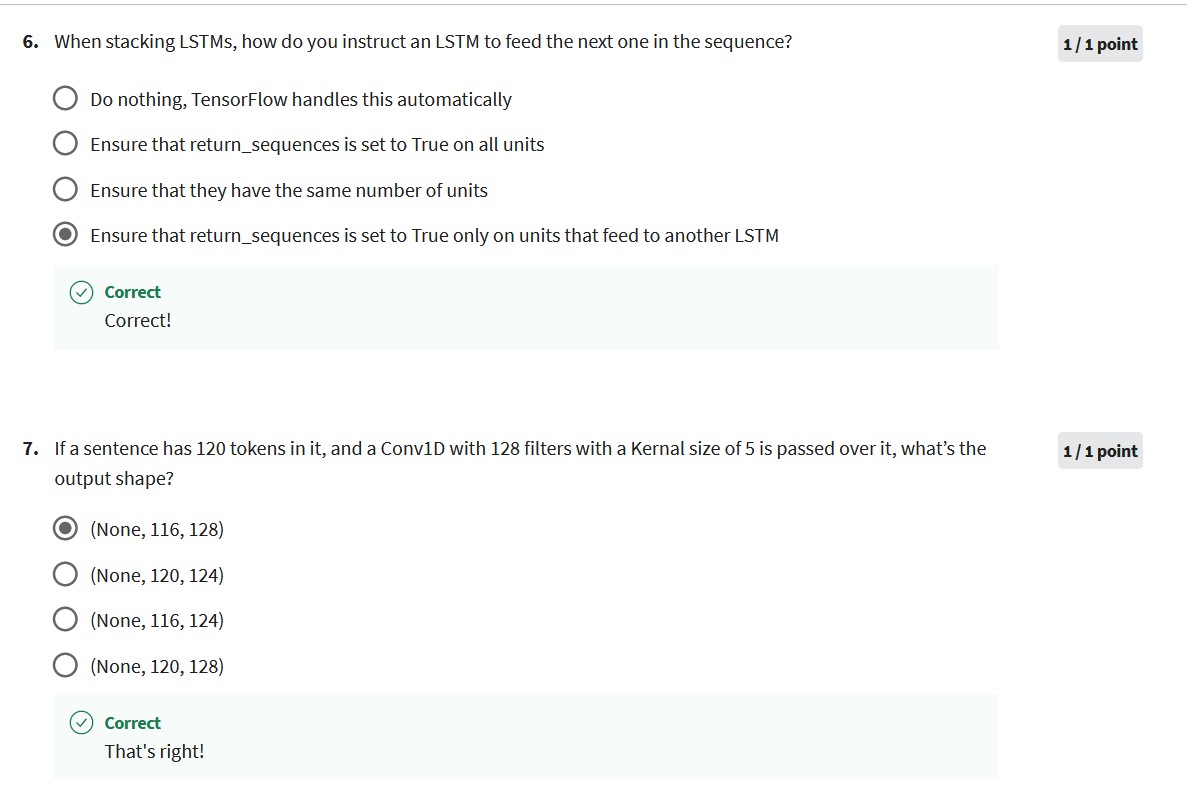 6. When stacking LSTMs, how do you instruct an LSTM to feed the next one in the sequence?
1 / 1 point
Do nothing, TensorFlow handles this automatically
Ensure that return_sequences is set to True on all units
Ensure that they have the same number of units
Ensure that return_sequences is set to True only on units that feed to another LSTM
Correct
Correct!
7. If a sentence has 120 tokens in it, and a Conv1D with 128 filters with a Kernal size of 5 is passed over it, what’s the
output shape?
1 / 1 point
(None, 116, 128)
(None, 120, 124)
(None, 116, 124)
(None, 120, 128)
Correct
That's right!